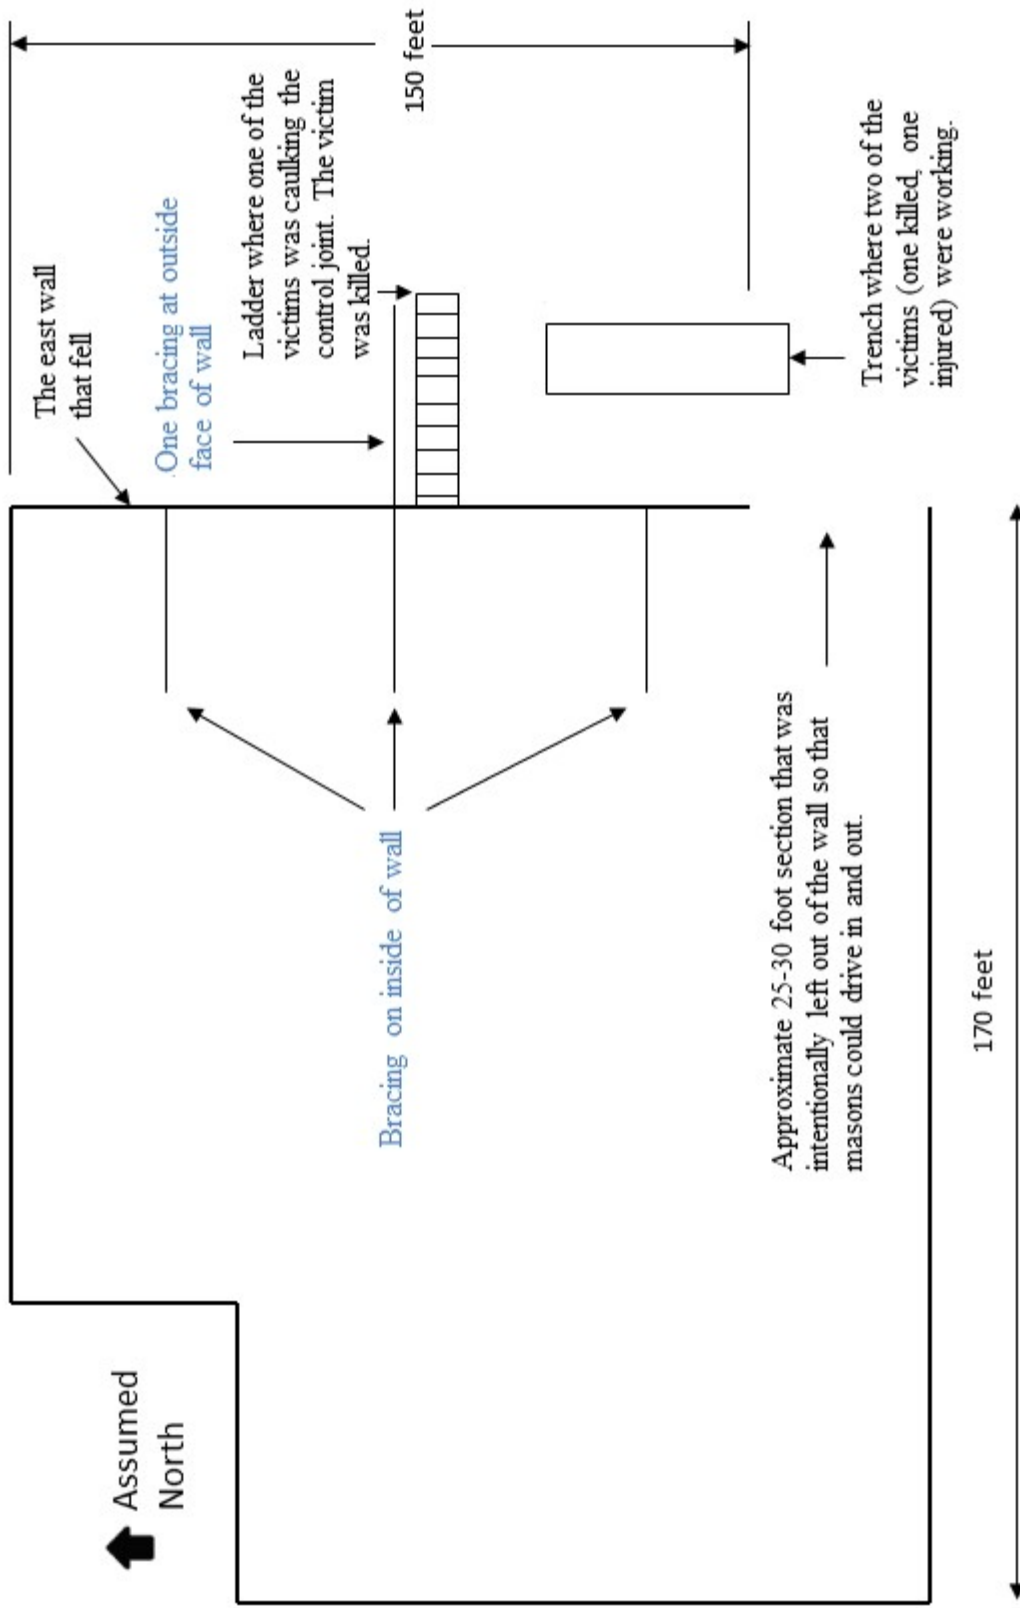 Assumed
North
The east wall
that fell
.One bracing at outside
face of wall
Ladder where one of the
victims was caulking the
control joint. The victim
was killed.
150 feet
Bracing on inside of wall
Trench where two of the
victims (one killed, one
injured) were working.
Approximate 25-30 foot section that was
intentionally left out of the wall so that
masons could drive in and out.
170 feet